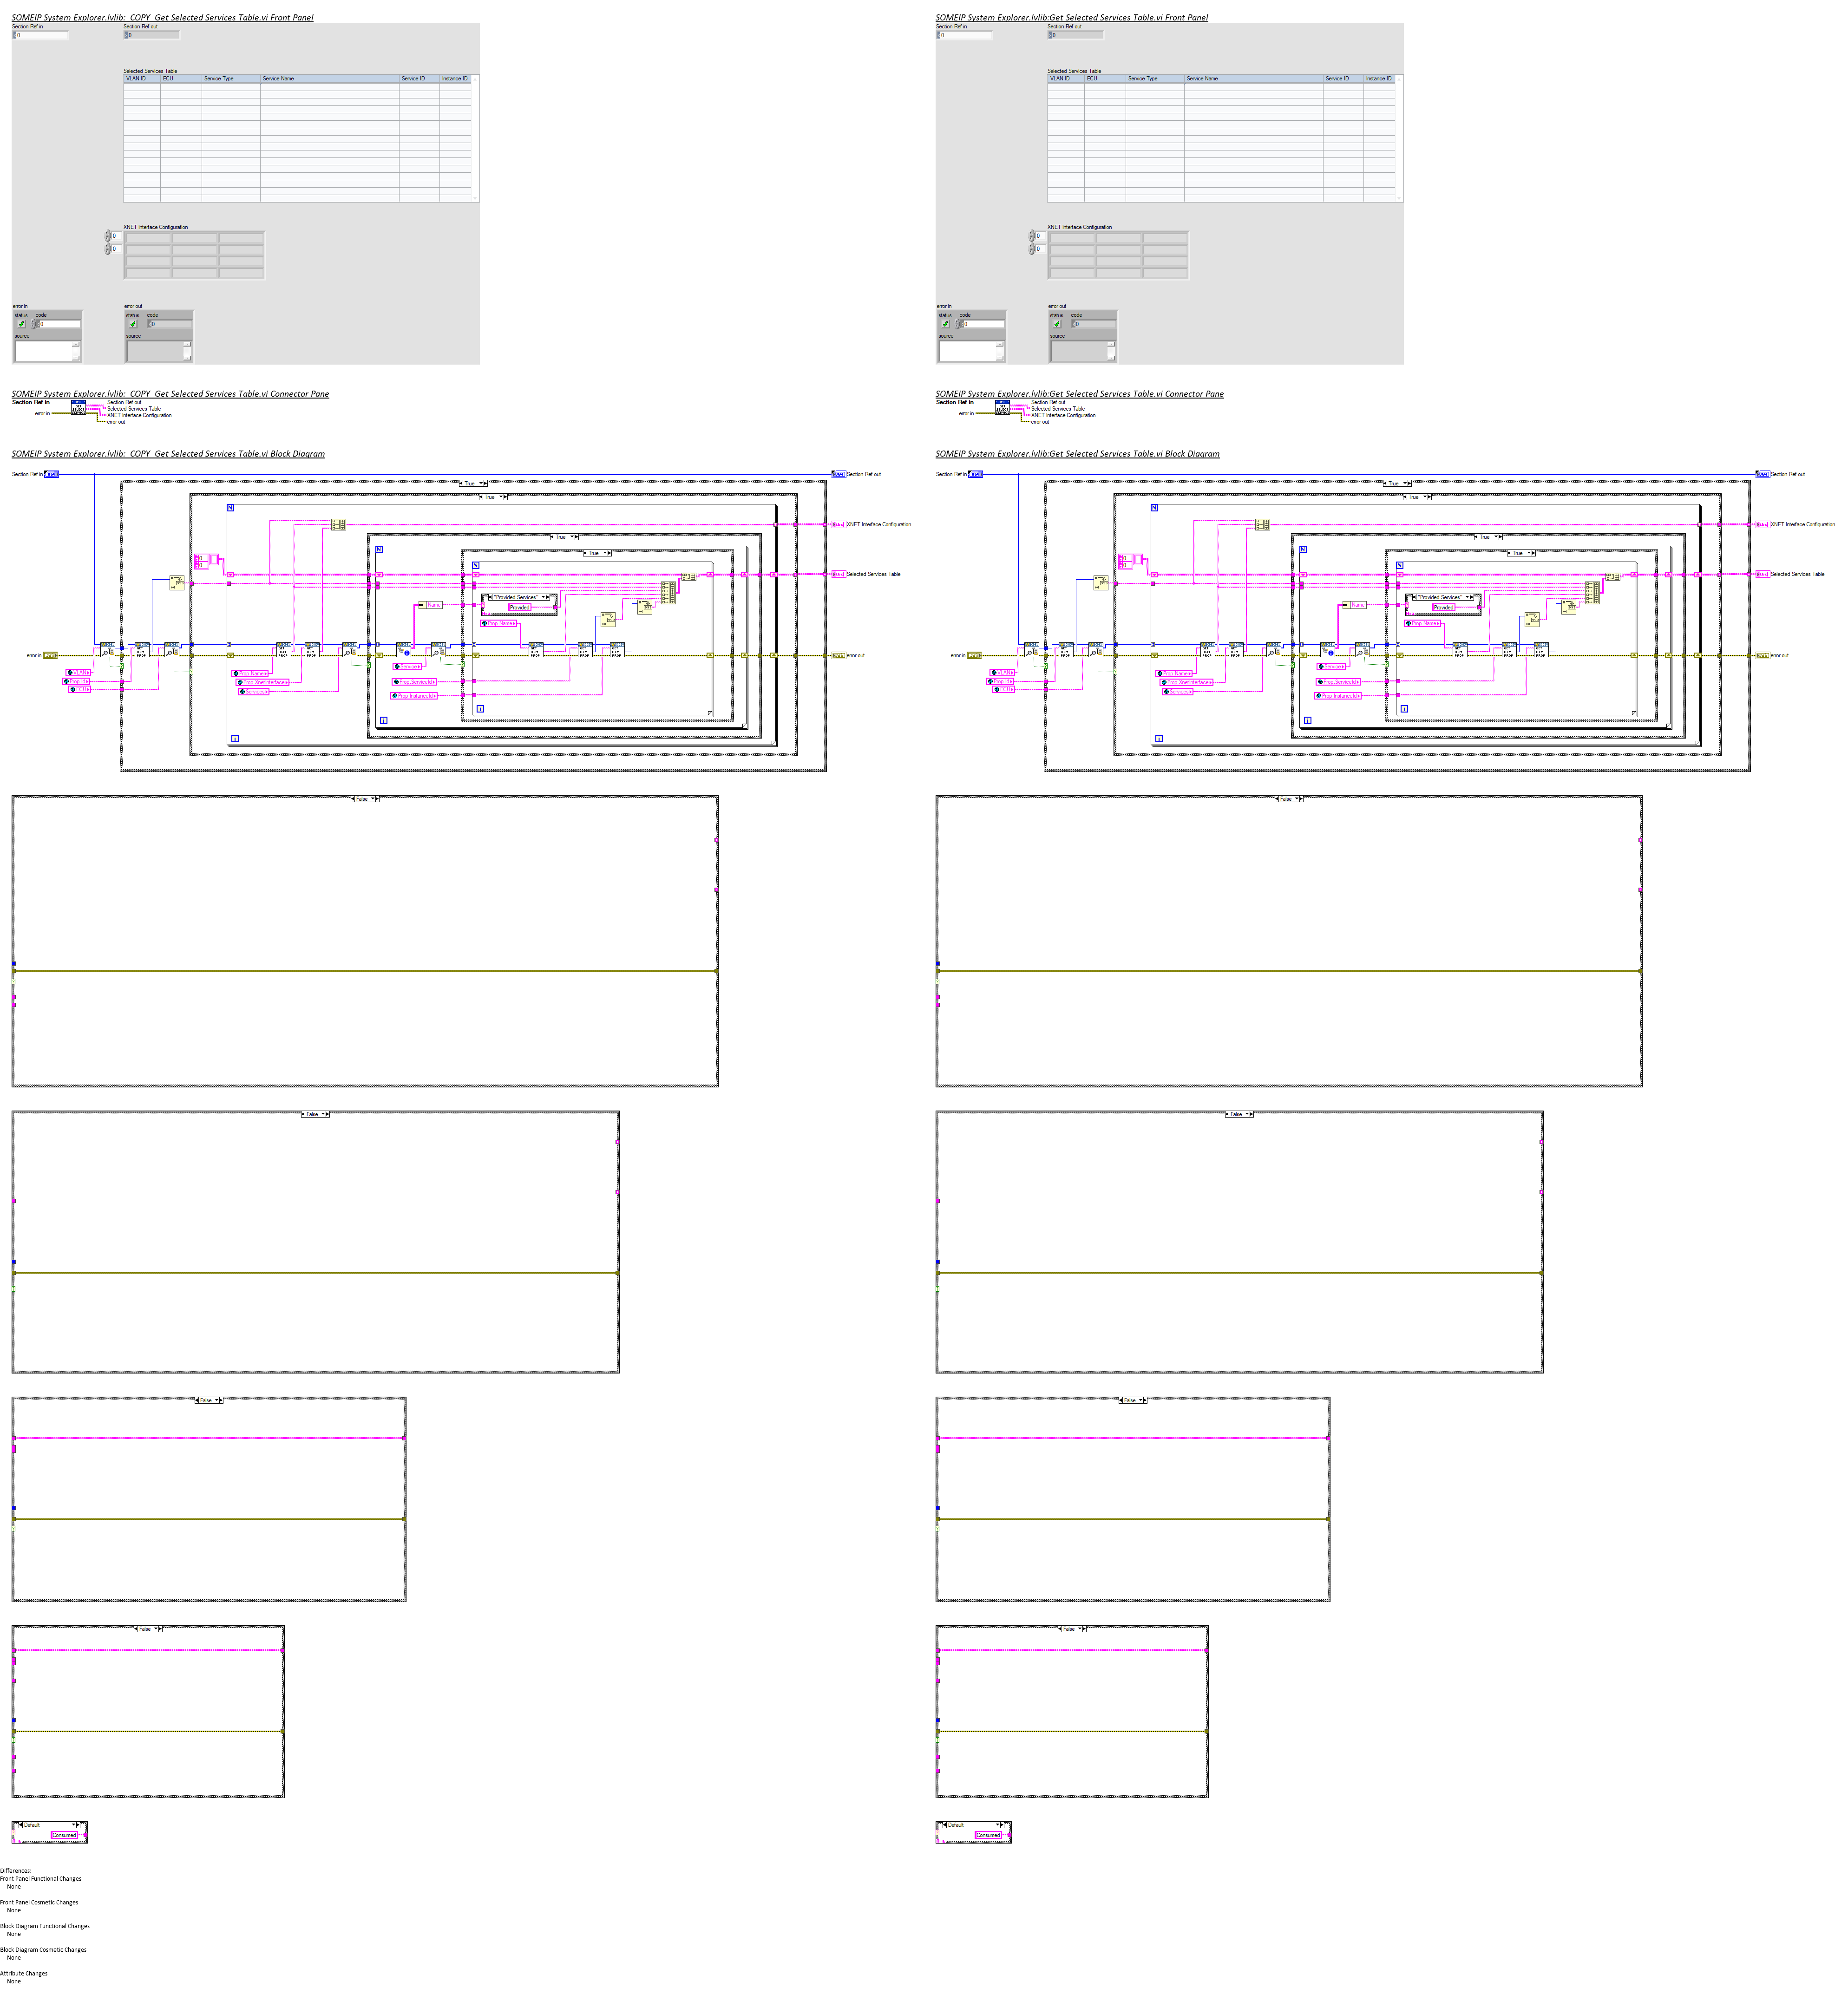 SOMEIP System Explorer.lvlib:_COPY_Get Selected Services Table.vi Front Panel
Section Ref in
Section Ref out
0
0
Selected Services Table
VLAN ID ECU Service Type Service Name Service ID Instance ID
XNET Interface Configuration
0
0
error in
error out
status code
status code
0
0
source
source
SOMEIP System Explorer.lvlib:_COPY_Get Selected Services Table.vi Connector Pane
Section Ref in
Section Ref out
Selected Services Table
error in
XNET Interface Configuration
error out
SOMEIP System Explorer.lvlib:_COPY_Get Selected Services Table.vi Block Diagram
Section Ref in
Section Ref out
True
True
N
XNET Interface Configuration
True
N
True
N
Selected Services Table
"Provided Services"
Name
Provided
Prop.Name
error in
error out
VLAN
Prop.Id
ECU
Prop.Name
Prop.XnetInterface
Services
Service
Prop.ServiceId
Prop.InstanceId
i
i
i
False
False
False
False
Default
Consumed
SOMEIP System Explorer.lvlib:Get Selected Services Table.vi Front Panel
Section Ref in
Section Ref out
0
0
Selected Services Table
VLAN ID ECU Service Type Service Name Service ID Instance ID
XNET Interface Configuration
0
0
error in
error out
status code
status code
0
0
source
source
SOMEIP System Explorer.lvlib:Get Selected Services Table.vi Connector Pane
Section Ref in
Section Ref out
Selected Services Table
error in
XNET Interface Configuration
error out
SOMEIP System Explorer.lvlib:Get Selected Services Table.vi Block Diagram
Section Ref in
Section Ref out
True
True
N
XNET Interface Configuration
True
N
True
N
Selected Services Table
"Provided Services"
Name
Provided
Prop.Name
error in
error out
VLAN
Prop.Id
ECU
Prop.Name
Prop.XnetInterface
Services
Service
Prop.ServiceId
Prop.InstanceId
i
i
i
False
False
False
False
Default
Consumed
Differences:
Front Panel Functional Changes
None
Front Panel Cosmetic Changes
None
Block Diagram Functional Changes
None
Block Diagram Cosmetic Changes
None
Attribute Changes
None